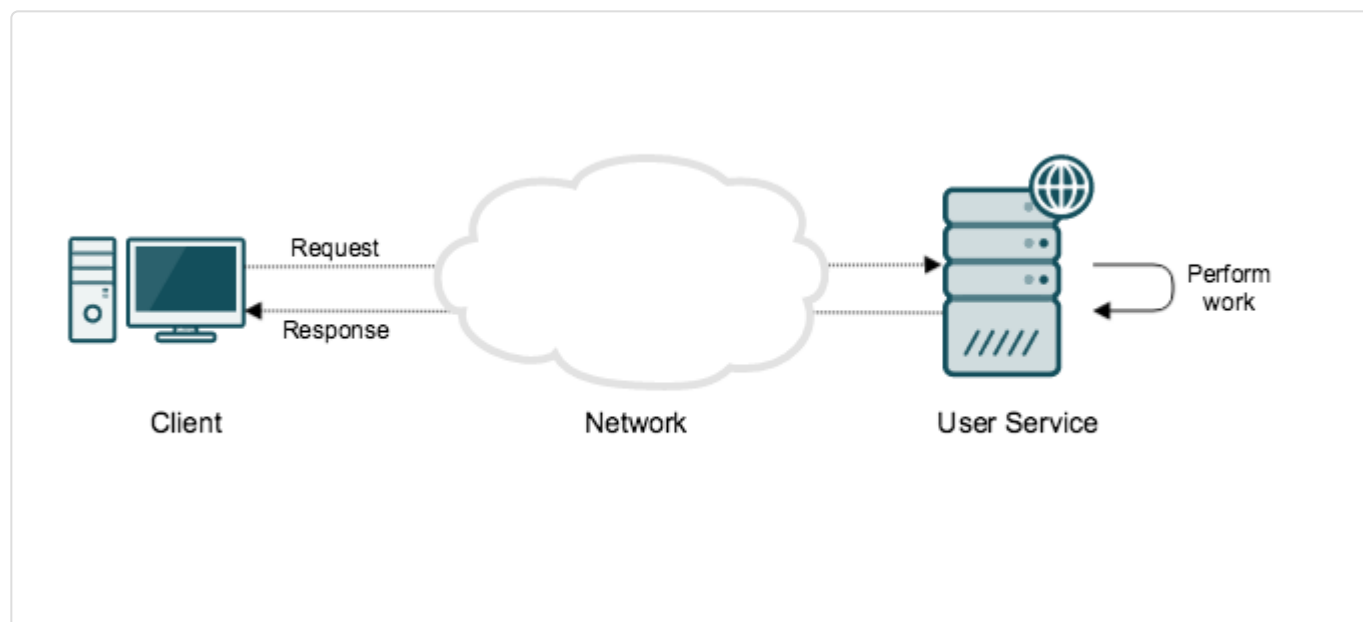 Request
Response
Perform
work
Client
Network
User Service